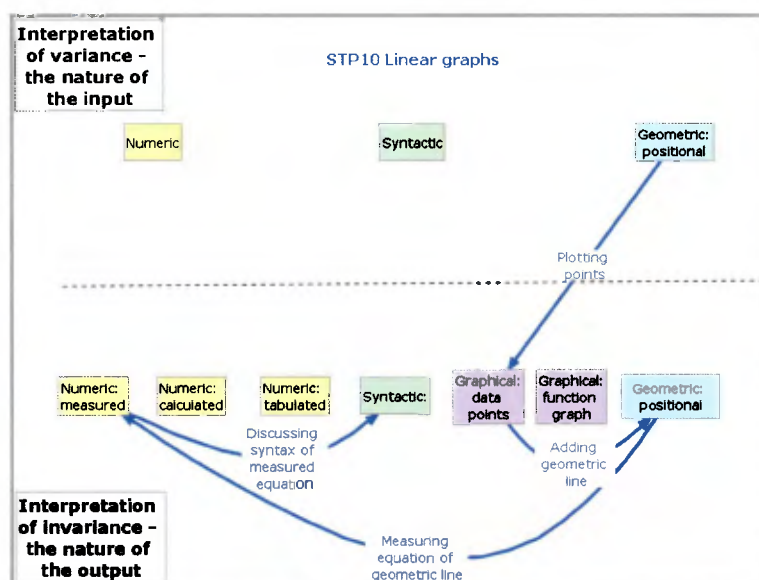 Interpretation
of variance -
the nature of
the input
STP10 Linear graphs
Numeric
Syntactic
Geometric:
positional
Plotting
points
Numeric:
measured
Numeric:
calculated
Numeric:
tabulated
Syntactic:
Graphical:
data
points
Graphical:
function
graph
Geometric:
positional
Discussing
syntax of
measured
equation
Adding
geometric
line
Interpretation
of invariance -
the nature of
the output
Measuring
equation of
geometric line